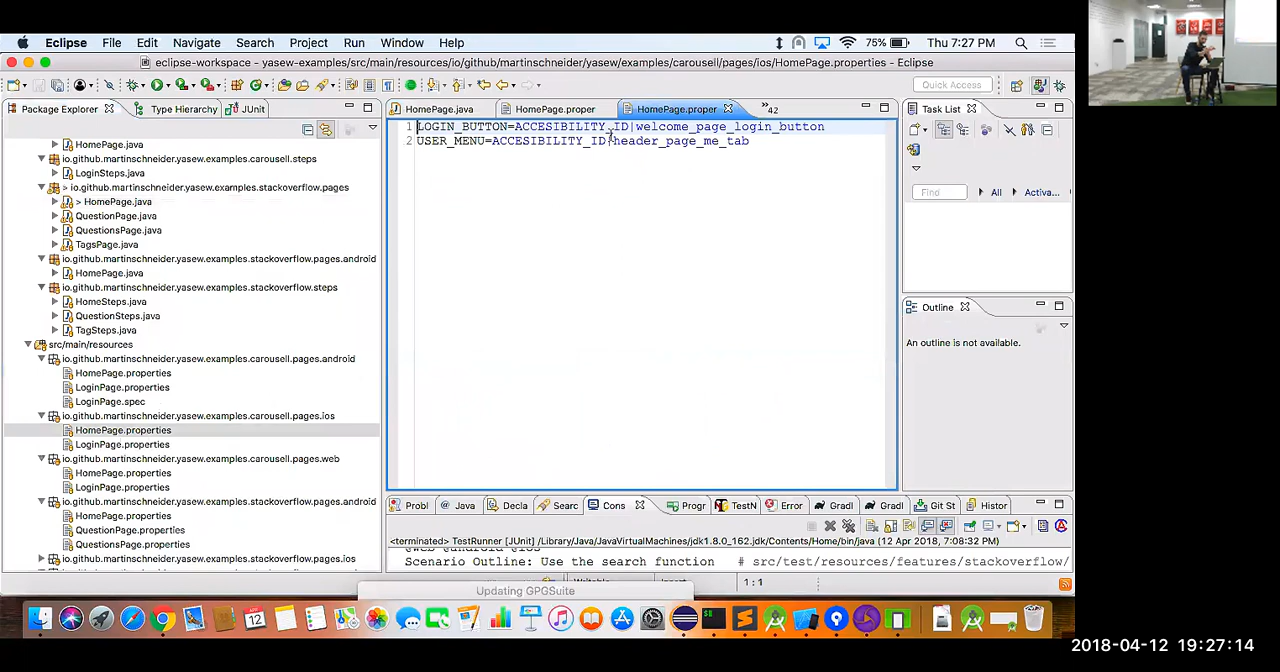 Eclipse File Edit Navigate Search Project Run Window Help 75% Thu 7:27 PM
eclipse-workspace - yasew-examples/src/main/resources/io/github/martinschneider/yasew/examples/carousell/pages/ios/HomePage.properties - Eclipse
Quick Access
Package Explorer Type Hierarchy JUnit
HomePage.java HomePage.proper HomePage.proper »42
Task List
HomePage.java
io.github.martinschneider.yasew.examples.carousell.steps
LoginSteps.java
> io.github.martinschneider.yasew.examples.stackoverflow.pages
> HomePage.java
QuestionPage.java
QuestionsPage.java
TagsPage.java
io.github.martinschneider.yasew.examples.stackoverflow.pages.android
HomePage.java
io.github.martinschneider.yasew.examples.stackoverflow.steps
HomeSteps.java
QuestionSteps.java
TagSteps.java
src/main/resources
io.github.martinschneider.yasew.examples.carousell.pages.android
HomePage.properties
LoginPage.properties
LoginPage.spec
io.github.martinschneider.yasew.examples.carousell.pages.ios
HomePage.properties
LoginPage.properties
io.github.martinschneider.yasew.examples.carousell.pages.web
HomePage.properties
LoginPage.properties
io.github.martinschneider.yasew.examples.stackoverflow.pages.android
HomePage.properties
QuestionPage.properties
QuestionsPage.properties
io.github.martinschneider.yasew.examples.stackoverflow.pages.ios
1 LOGIN_BUTTON=ACCESIBILITY_ID|welcome_page_login_button
2 USER_MENU=ACCESIBILITY_ID|header_page_me_tab
Find All Activa...
Outline
An outline is not available.
Probl Java Decla Searc Cons Progr TestN Error Gradl Gradl Git St Histor
<terminated> TestRunner [JUnit] /Library/Java/JavaVirtualMachines/jdk1.8.0_162.jdk/Contents/Home/bin/java (12 Apr 2018, 7:08:32 PM)
@web @android @ios
Scenario Outline: Use the search function # src/test/resources/features/stackoverflow/
1:1
Updating GPGSuite
12
2018-04-12 19:27:14